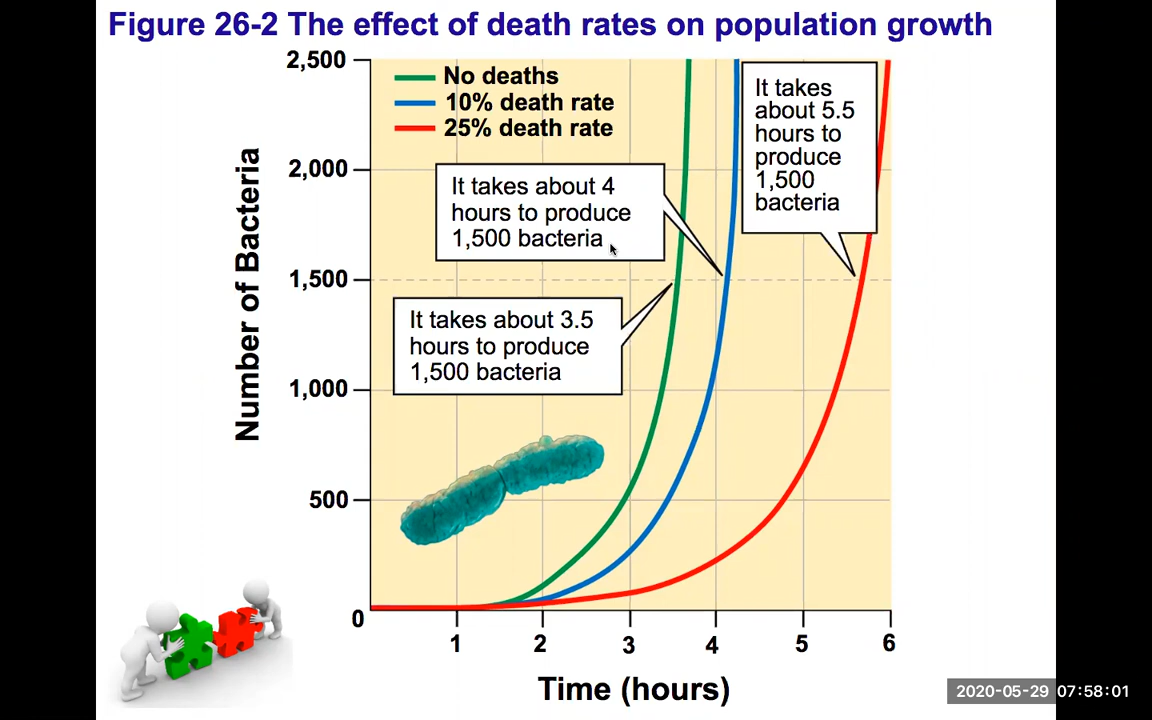 Figure 26-2 The effect of death rates on population growth
2,500
No deaths
10% death rate
25% death rate
It takes
about 5.5
hours to
produce
1,500
bacteria
2,000
It takes about 4
hours to produce
1,500 bacteria
1,500
It takes about 3.5
hours to produce
1,500 bacteria
1,000
500
0
Number of Bacteria
1 2 3 4 5 6
Time (hours)
2020-05-29 07:58:01